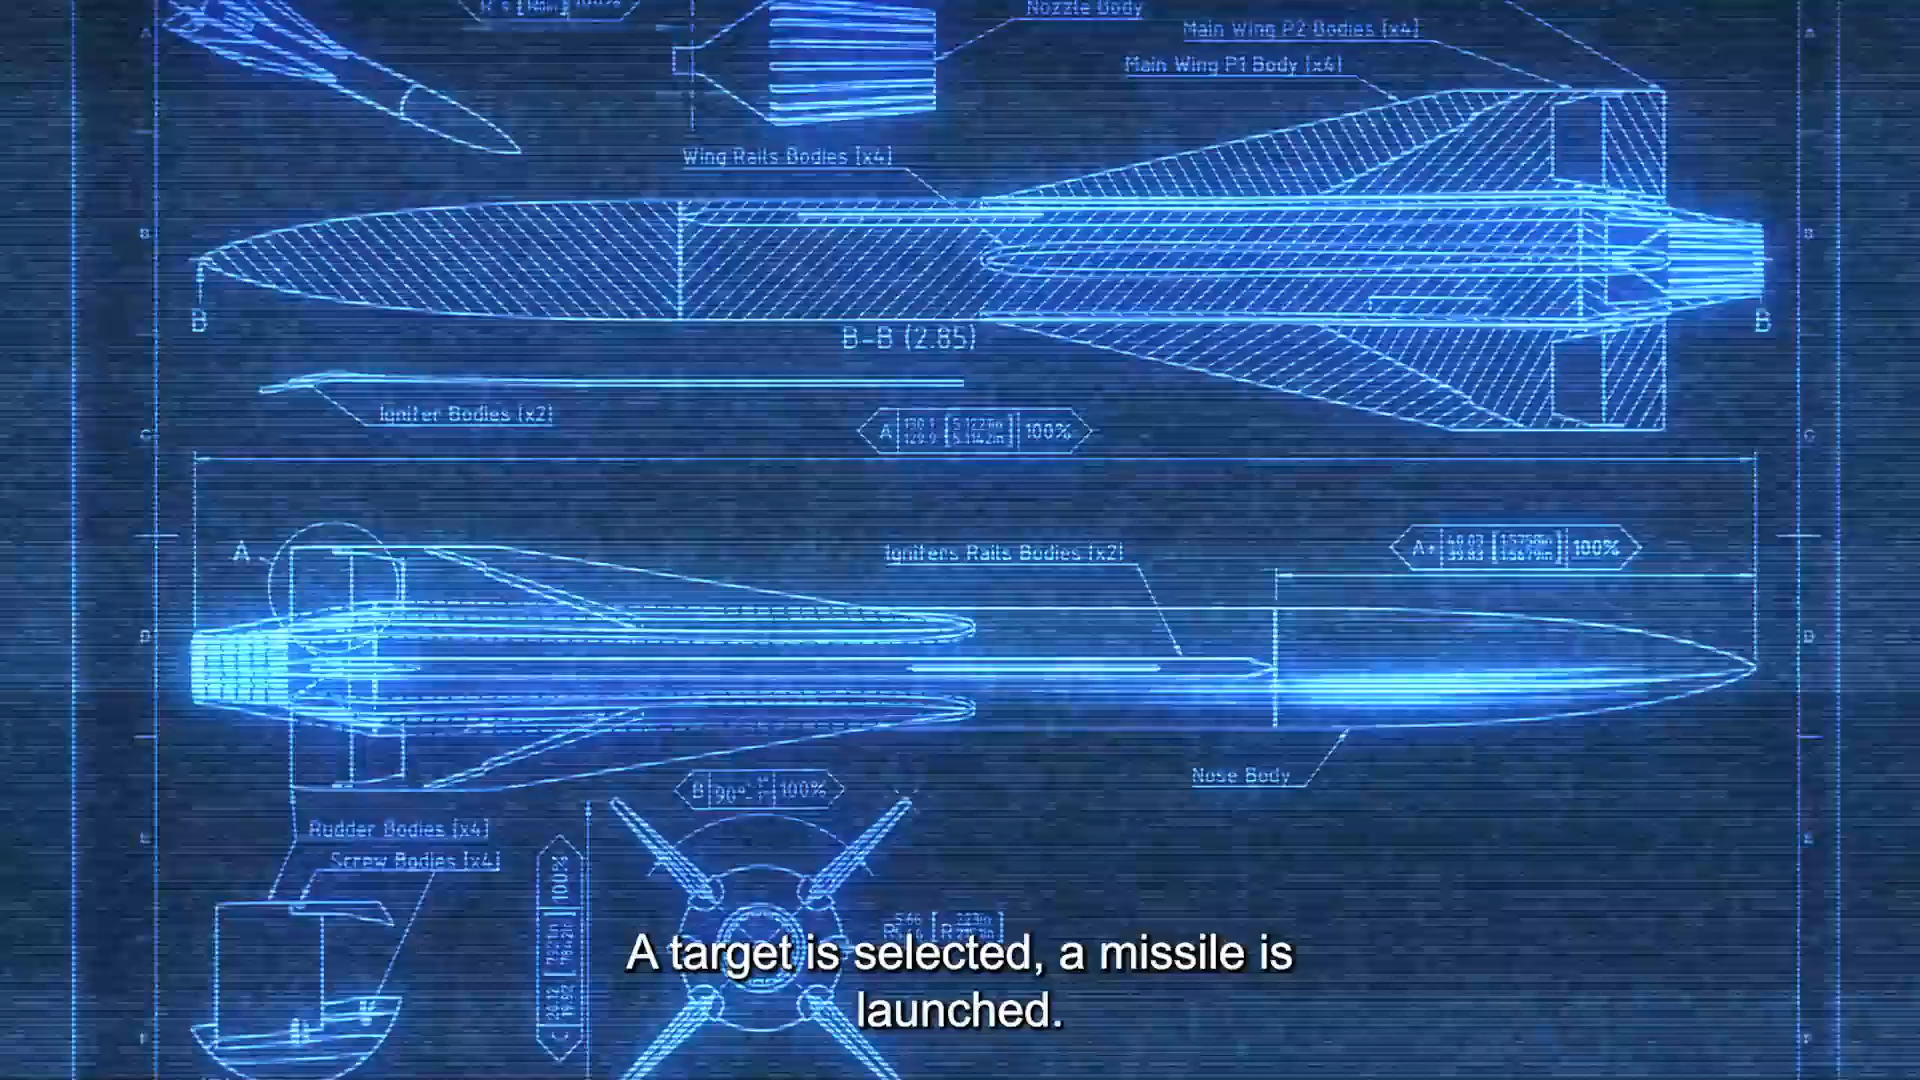 Nozzle Body
Main Wing P2 Bodies [x4]
Main Wing P1 Body [x4]
Wing Rails Bodies [x4]
A
A
B
B
B
B
B-B (2.85)
Igniter Bodies [x2]
A 100%
C
C
A
Igniters Rails Bodies [x2]
A+ 100%
D
D
Nose Body
B 90° 100%
Rudder Bodies [x4]
Screw Bodies [x4]
E
E
C 100%
A target is selected, a missile is
launched.
F
F